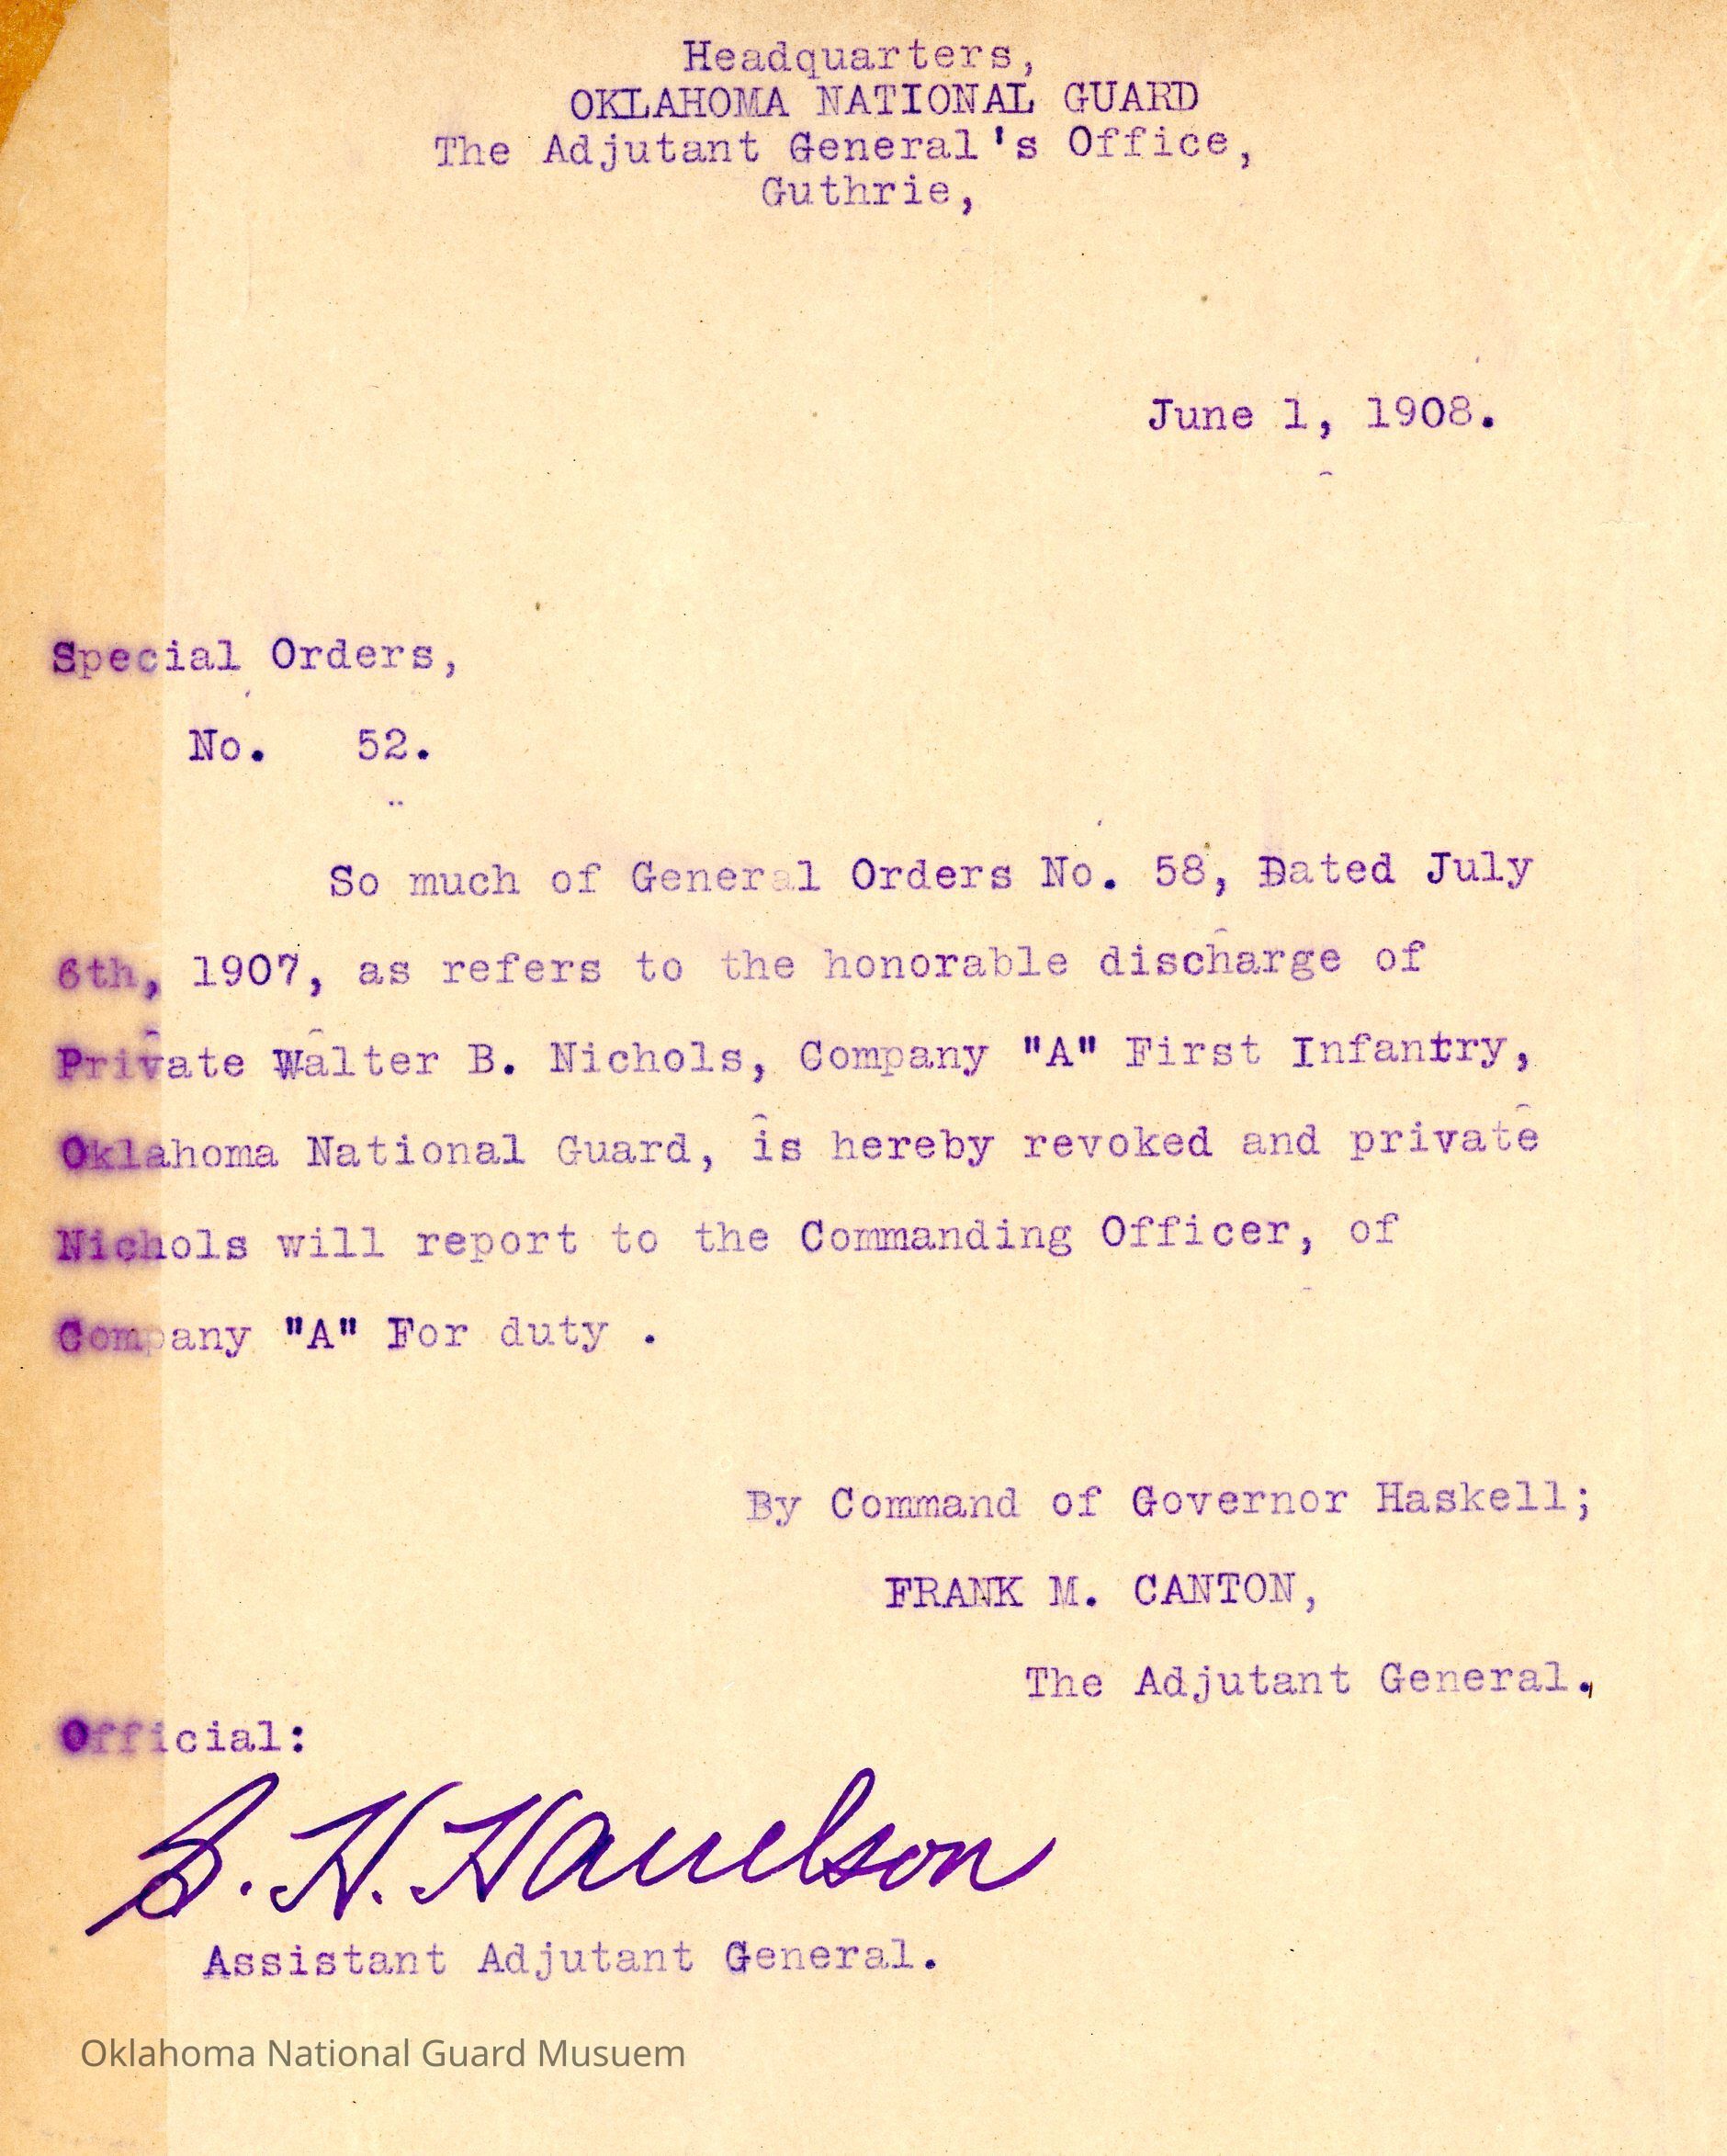 Headquarters,
OKLAHOMA NATIONAL GUARD
The Adjutant General's Office,
Guthrie,
June 1, 1908.
Special Orders,
No. 52.
So much of General Orders No. 58, Dated July
6th, 1907, as refers to the honorable discharge of
Private Walter B. Nichols, Company "A" First Infantry,
Oklahoma National Guard, is hereby revoked and private
Nichols will report to the Commanding Officer, of
Company "A" For duty .
By Command of Governor Haskell;
FRANK M. CANTON,
The Adjutant General.
Official:
H.
Assistant Adjutant General.
Oklahoma National Guard Musuem